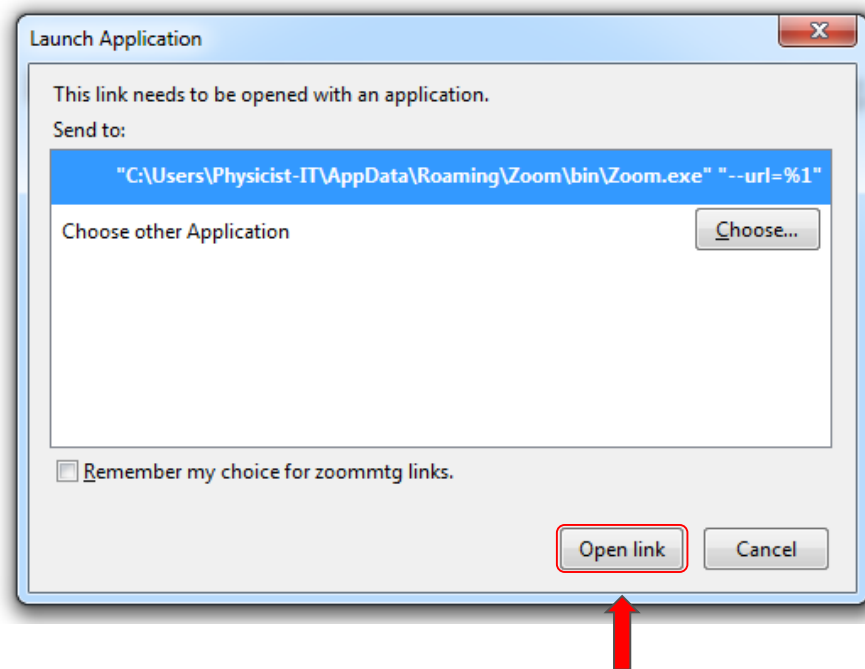 Launch Application
This link needs to be opened with an application.
Send to:
"C:\Users\Physicist-IT\AppData\Roaming\Zoom\bin\Zoom.exe" "--url=%1"
Choose other Application
Choose...
Remember my choice for zoommtg links.
Open link
Cancel